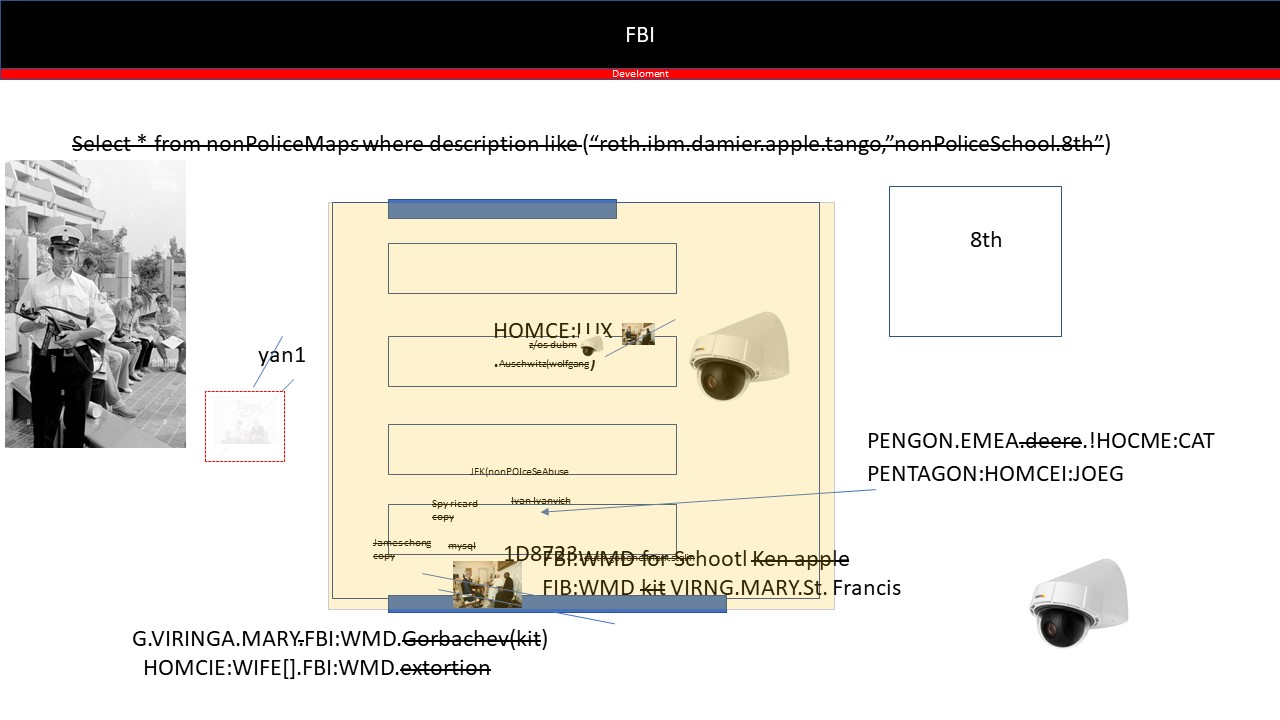 FBI
Develoment
Select * from nonPoliceMaps where description like (“roth.ibm.damier.apple.tango,”nonPoliceSchool.8th”)
8th
HOMCE:LUX
z/os dubm
.Auschwitz(wolfgang)
yan1
PENGON.EMEA.deere.!HOCME:CAT
PENTAGON:HOMCEI:JOEG
JFK(nonPOlceSeAbuse
Spy ricard
copy
Ivan Ivanvich
James chong
copy
mysql
1D8723
FBI:WMD for Schootl Ken apple
FIB:WMD kit VIRNG.MARY.St. Francis
G.VIRINGA.MARY.FBI:WMD.Gorbachev(kit)
HOMCIE:WIFE[].FBI:WMD.extortion